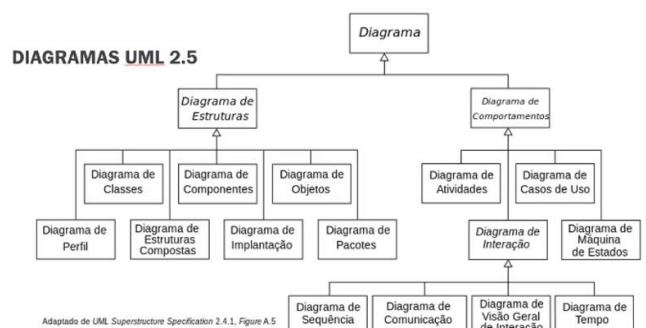 Diagrama
DIAGRAMAS UML 2.5
Diagrama de
Estruturas
Diagrama de
Comportamentos
Diagrama de
Classes
Diagrama de
Componentes
Diagrama de
Objetos
Diagrama de
Atividades
Diagrama de
Casos de Uso
Diagrama de
Perfil
Diagrama de
Estruturas
Compostas
Diagrama de
Implantação
Diagrama de
Pacotes
Diagrama de
Interação
Diagrama de
Máquina
de Estados
Diagrama de
Sequência
Diagrama de
Comunicação
Diagrama de
Visão Geral
de Interação
Diagrama de
Tempo
Adaptado de UML Superstructure Specification 2.4.1, Figure A.5